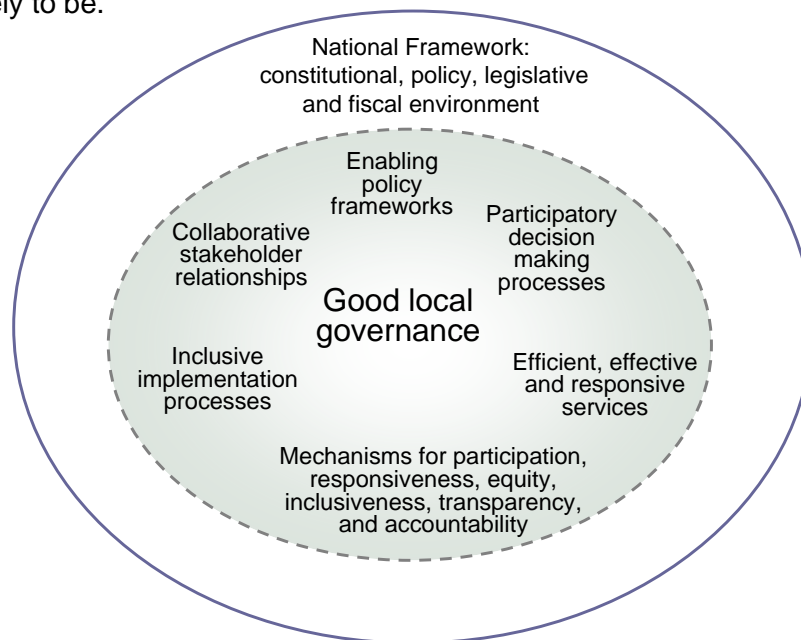 to be.
National Framework:
constitutional, policy, legislative
and fiscal environment
Enabling
policy
frameworks
Participatory
decision
making
processes
Collaborative
stakeholder
relationships
Good local
governance
Inclusive
implementation
processes
Efficient, effective
and responsive
services
Mechanisms for participation,
responsiveness, equity,
inclusiveness, transparency,
and accountability